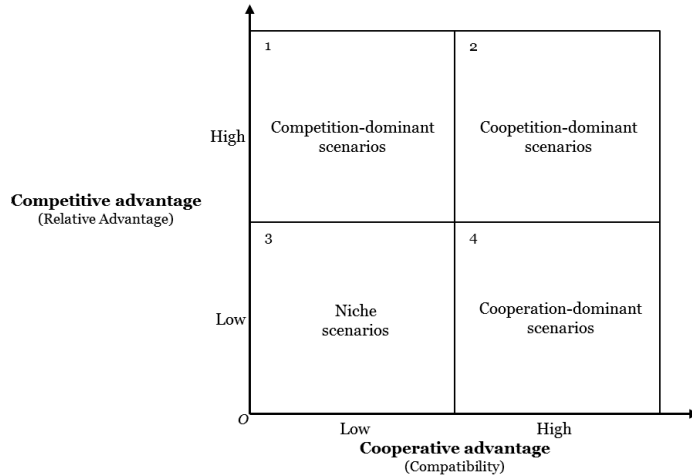 1
2
Competition-dominant
scenarios
Coopetition-dominant
scenarios
High
Competitive advantage
(Relative Advantage)
3
4
Niche
scenarios
Cooperation-dominant
scenarios
Low
O
Low
High
Cooperative advantage
(Compatibility)